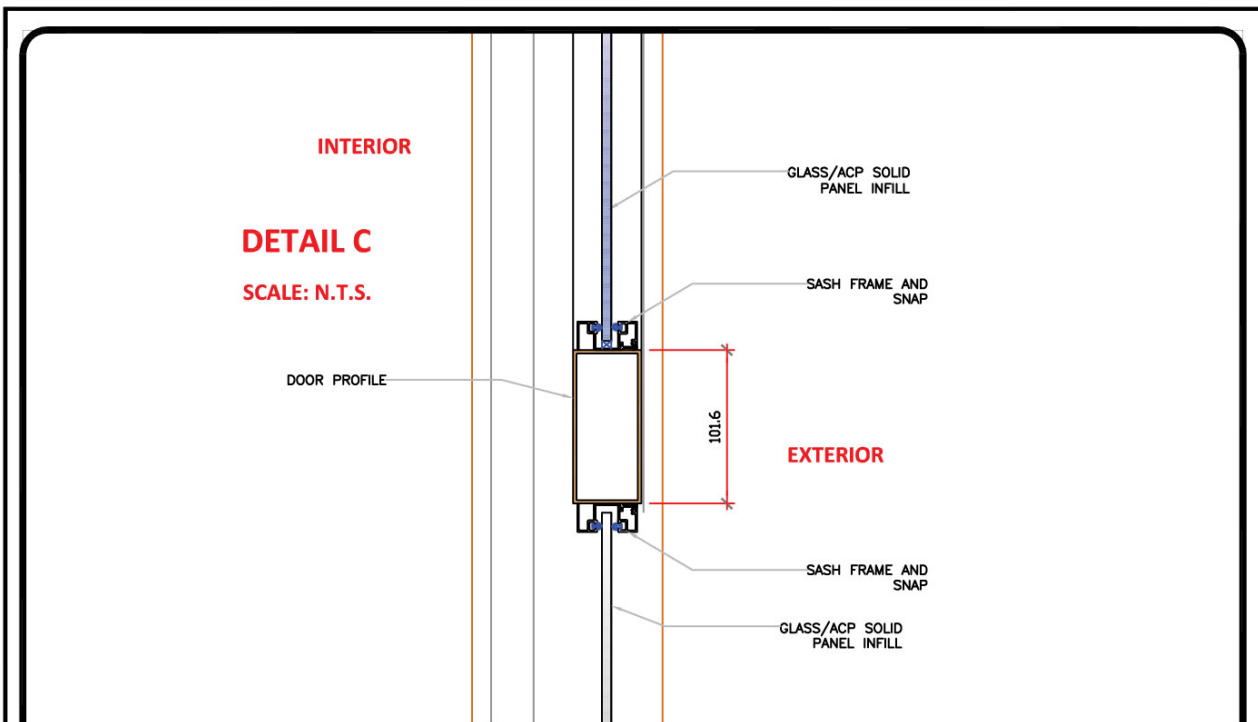 INTERIOR
GLASS/ACP SOLID
PANEL INFILL
DETAIL C
SCALE: N.T.S.
SASH FRAME AND
SNAP
DOOR PROFILE
101.6
EXTERIOR
SASH FRAME AND
SNAP
GLASS/ACP SOLID
PANEL INFILL